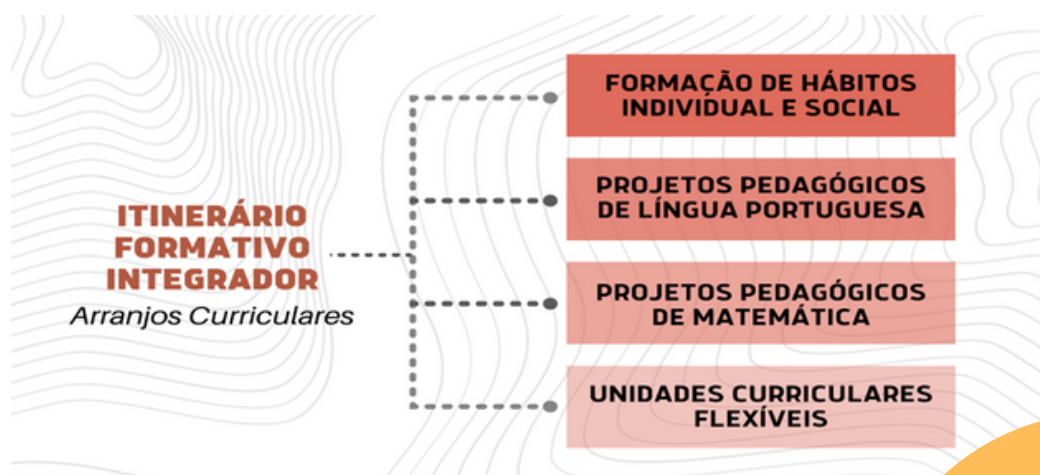 ITINERÁRIO
FORMATIVO
INTEGRADOR
Arranjos Curriculares
FORMAÇÃO DE HÁBITOS
INDIVIDUAL E SOCIAL
PROJETOS PEDAGÓGICOS
DE LÍNGUA PORTUGUESA
PROJETOS PEDAGÓGICOS
DE MATEMÁTICA
UNIDADES CURRICULARES
FLEXÍVEIS